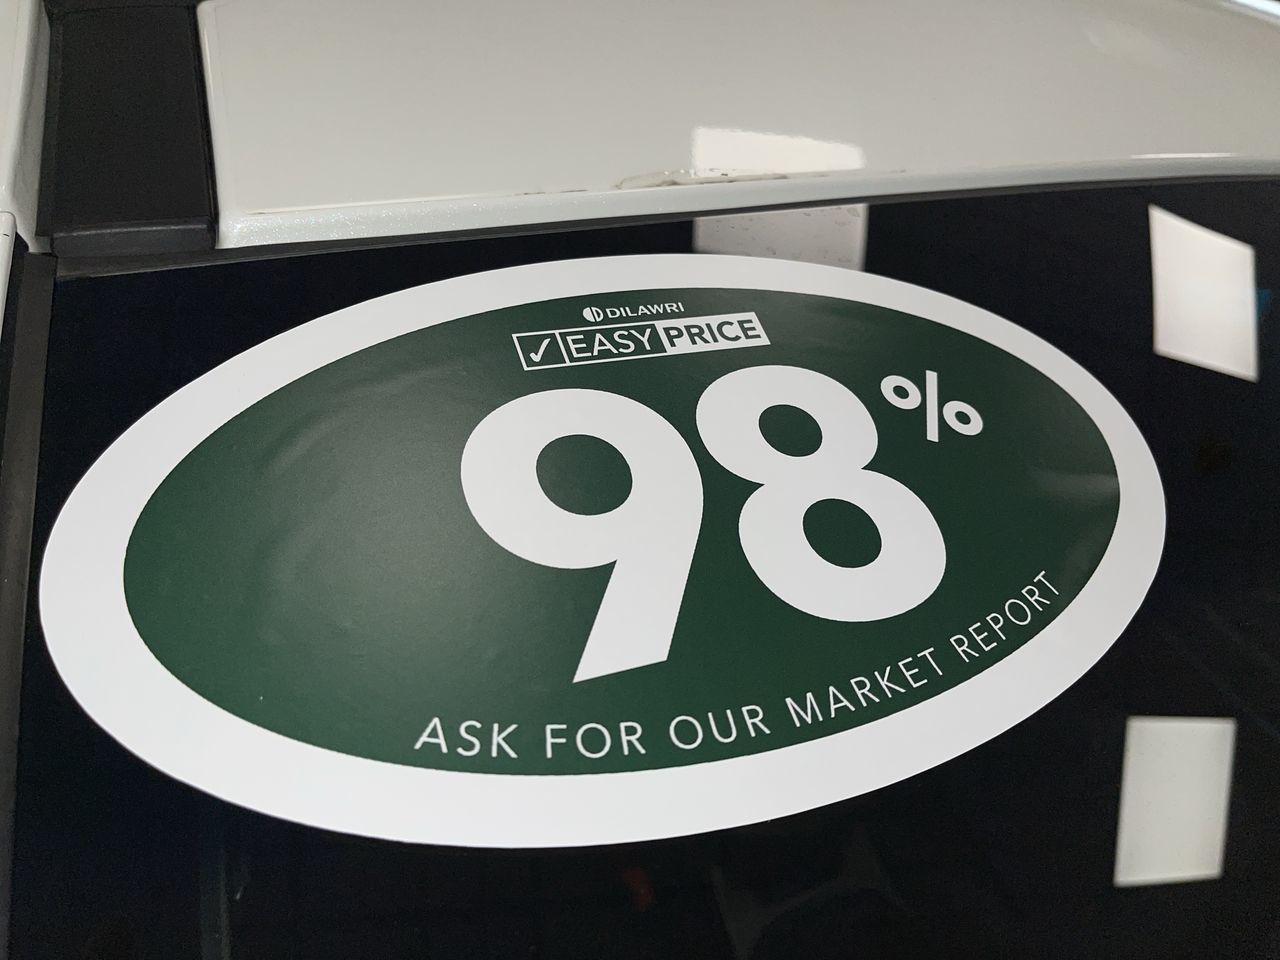 DILAWRI
EASY PRICE
98%
ASK FOR OUR MARKET REPORT